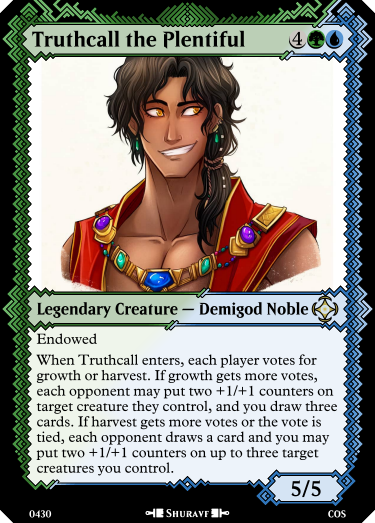 Truthcall the Plentiful 4
Legendary Creature — Demigod Noble
Endowed
When Truthcall enters, each player votes for
growth or harvest. If growth gets more votes,
each opponent may put two +1/+1 counters on
target creature they control, and you draw three
cards. If harvest gets more votes or the vote is
tied, each opponent draws a card and you may
put two +1/+1 counters on up to three target
creatures you control.
5/5
0430 Shurayf COS